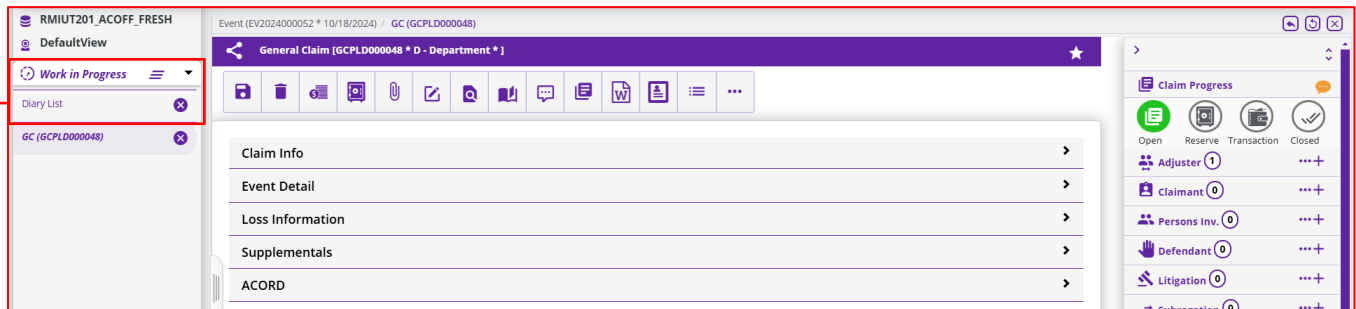 RMIUT201_ACOFF_FRESH
DefaultView
Work in Progress
Diary List
GC (GCPLD000048)
Event (EV2024000052 * 10/18/2024) / GC (GCPLD000048)
General Claim [GCPLD000048 * D - Department * ]
W
Claim Info
Event Detail
Loss Information
Supplementals
ACORD
Claim Progress
Open Reserve Transaction Closed
Adjuster 1
Claimant 0
Persons Inv. 0
Defendant 0
Litigation 0
Subrogation 0